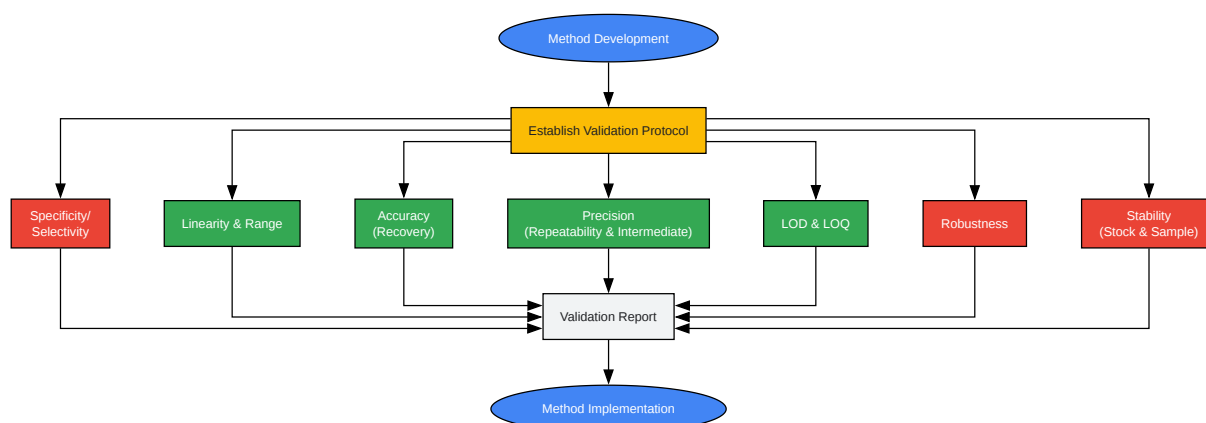 Method Development
Establish Validation Protocol
Specificity/
Selectivity
Linearity & Range
Accuracy
(Recovery)
Precision
(Repeatability & Intermediate)
LOD & LOQ
Robustness
Stability
(Stock & Sample)
Validation Report
Method Implementation